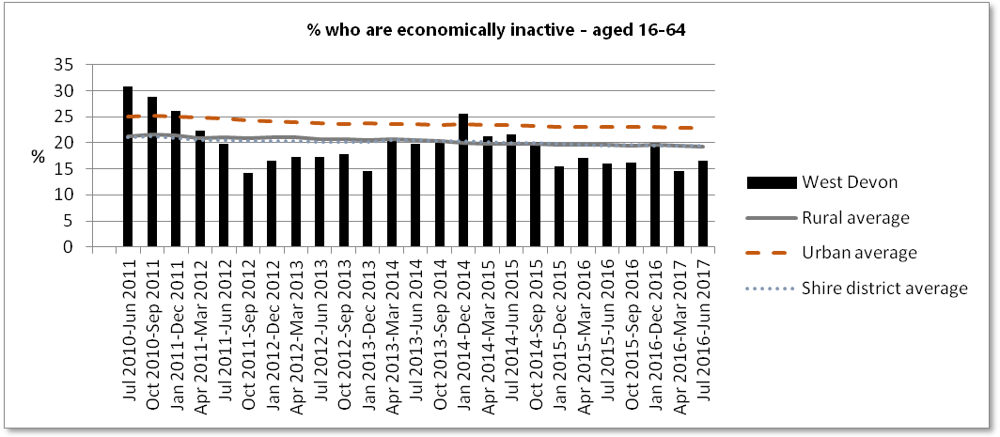 % who are economically inactive - aged 16-64
35
30
25
20
15
10
5
0
%
Jul 2010-Jun 2011
Oct 2010-Sep 2011
Jan 2011-Dec 2011
Apr 2011-Mar 2012
Jul 2011-Jun 2012
Oct 2011-Sep 2012
Jan 2012-Dec 2012
Apr 2012-Mar 2013
Jul 2012-Jun 2013
Oct 2012-Sep 2013
Jan 2013-Dec 2013
Apr 2013-Mar 2014
Jul 2013-Jun 2014
Oct 2013-Sep 2014
Jan 2014-Dec 2014
Apr 2014-Mar 2015
Jul 2014-Jun 2015
Oct 2014-Sep 2015
Jan 2015-Dec 2015
Apr 2015-Mar 2016
Jul 2015-Jun 2016
Oct 2015-Sep 2016
Jan 2016-Dec 2016
Apr 2016-Mar 2017
Jul 2016-Jun 2017
West Devon
Rural average
Urban average
Shire district average